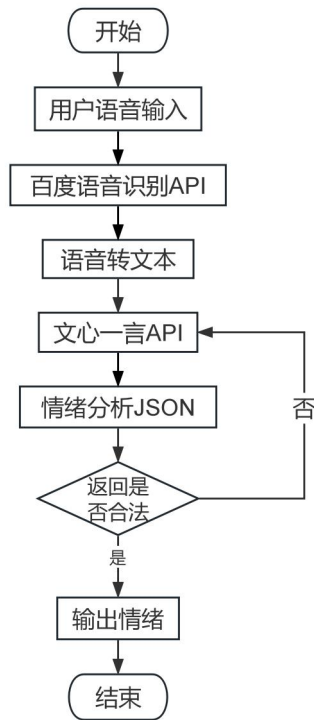 开始
用户语音输入
百度语音识别API
语音转文本
文心一言API
情绪分析JSON
否
返回是
否合法
是
输出情绪
结束